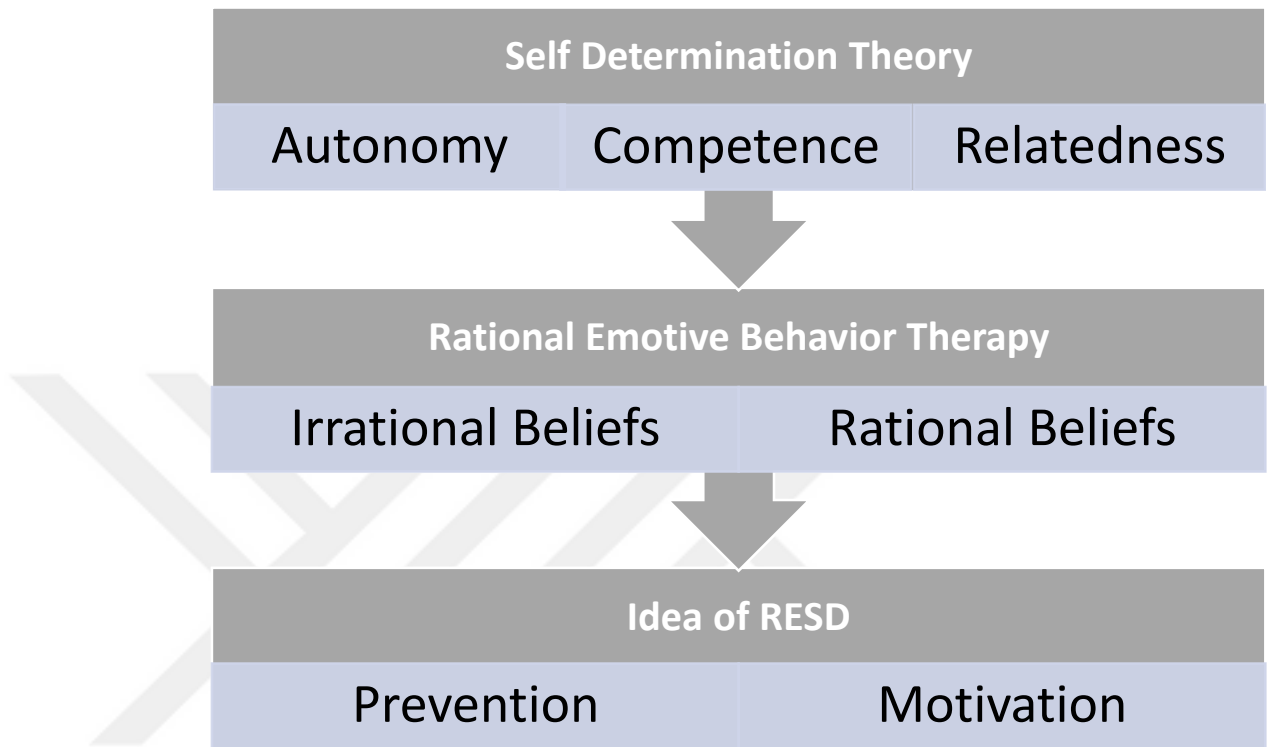 Self Determination Theory
Autonomy Competence Relatedness
Rational Emotive Behavior Therapy
Irrational Beliefs Rational Beliefs
Idea of RESD
Prevention Motivation